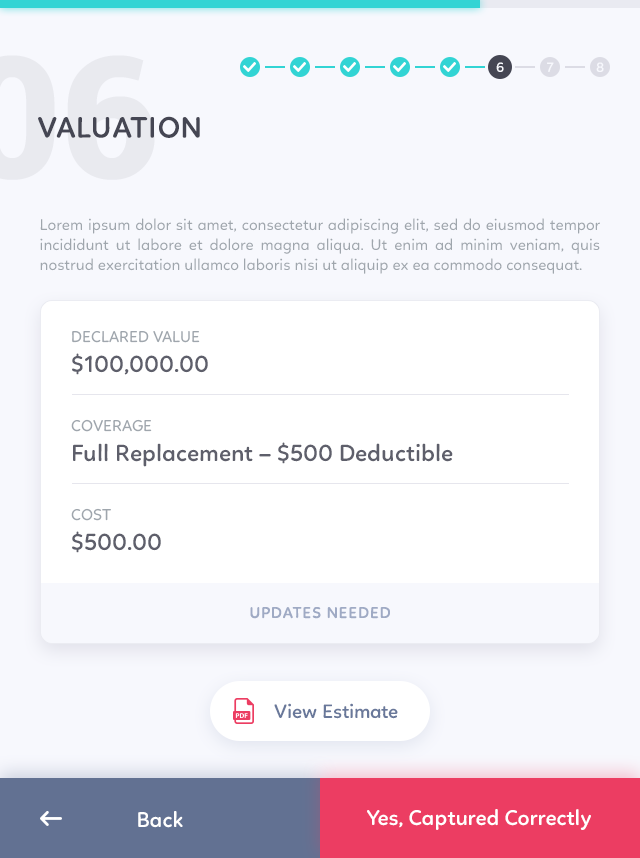 06
6 7 8
VALUATION
Lorem ipsum dolor sit amet, consectetur adipiscing elit, sed do eiusmod tempor
incididunt ut labore et dolore magna aliqua. Ut enim ad minim veniam, quis
nostrud exercitation ullamco laboris nisi ut aliquip ex ea commodo consequat.
DECLARED VALUE
$100,000.00
COVERAGE
Full Replacement – $500 Deductible
COST
$500.00
UPDATES NEEDED
PDF View Estimate
Back Yes, Captured Correctly